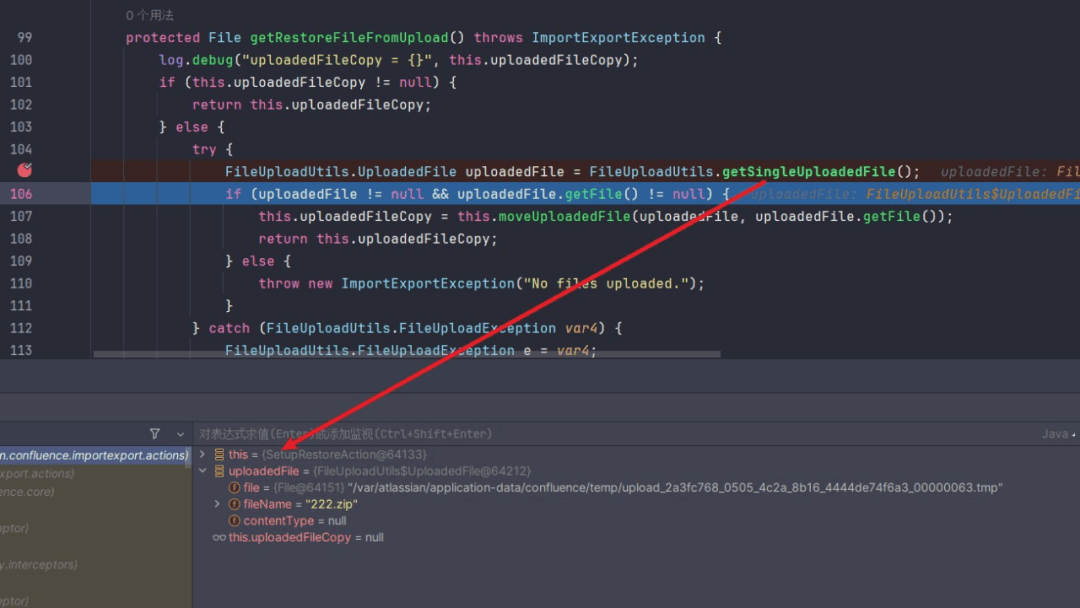 0 个用法
99 protected File getRestoreFileFromUpload() throws ImportExportException {
100 log.debug("uploadedFileCopy = {}", this.uploadedFileCopy);
101 if (this.uploadedFileCopy != null) {
102 return this.uploadedFileCopy;
103 } else {
104 try {
FileUploadUtils.UploadedFile uploadedFile = FileUploadUtils.getSingleUploadedFile(); uploadedFile: Fil
106 if (uploadedFile != null && uploadedFile.getFile() != null) { uploadedFile: FileUploadUtils$UploadedFi
107 this.uploadedFileCopy = this.moveUploadedFile(uploadedFile, uploadedFile.getFile());
108 return this.uploadedFileCopy;
109 } else {
110 throw new ImportExportException("No files uploaded.");
111 }
112 } catch (FileUploadUtils.FileUploadException var4) {
113 FileUploadUtils.FileUploadException e = var4;
对表达式求值(Enter)或添加监视(Ctrl+Shift+Enter) Java
n.confluence.importexport.actions) this = {SetupRestoreAction@64133}
xport.actions) uploadedFile = {FileUploadUtils$UploadedFile@64212}
ence.core) file = {File@64151} "/var/atlassian/application-data/confluence/temp/upload_2a3fc768_0505_4c2a_8b16_4444de74f6a3_00000063.tmp"
fileName = "222.zip"
ptor) contentType = null
this.uploadedFileCopy = null
y.interceptors)
ptor)